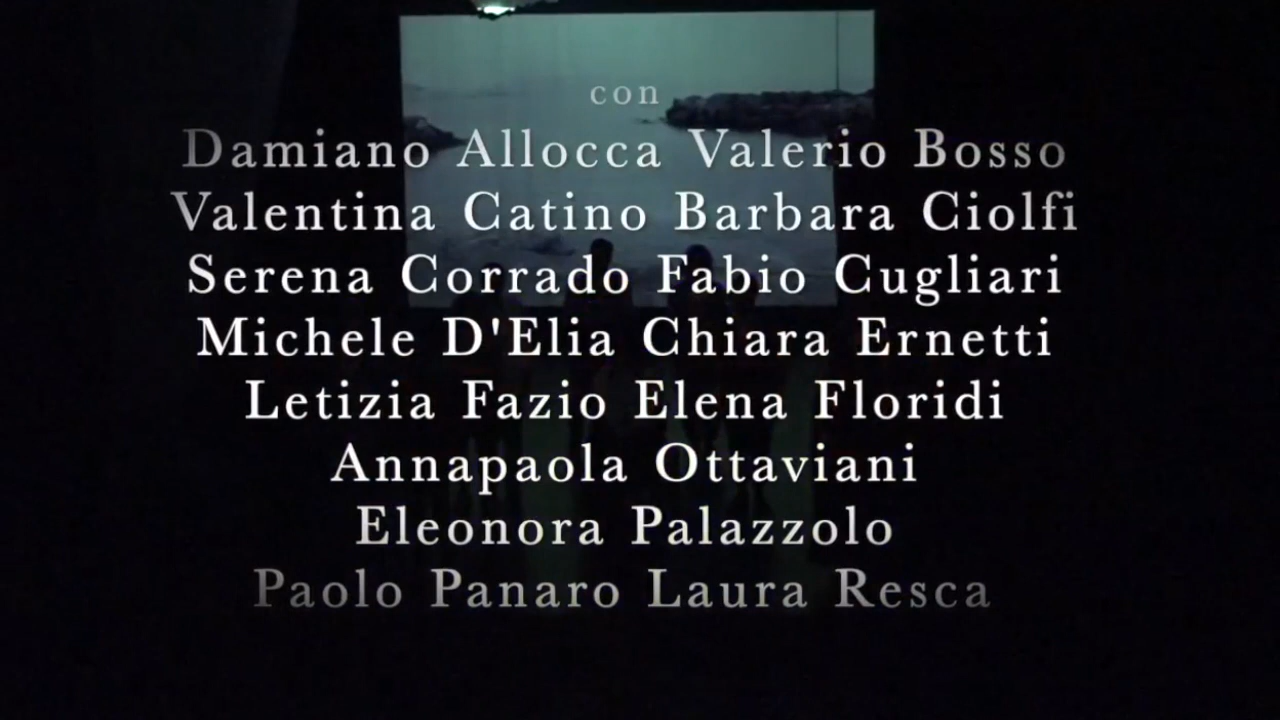 con
Damiano Allocca Valerio Bosso
Valentina Catino Barbara Ciolfi
Serena Corrado Fabio Cugliari
Michele D'Elia Chiara Ernetti
Letizia Fazio Elena Floridi
Annapaola Ottaviani
Eleonora Palazzolo
Paolo Panaro Laura Resca